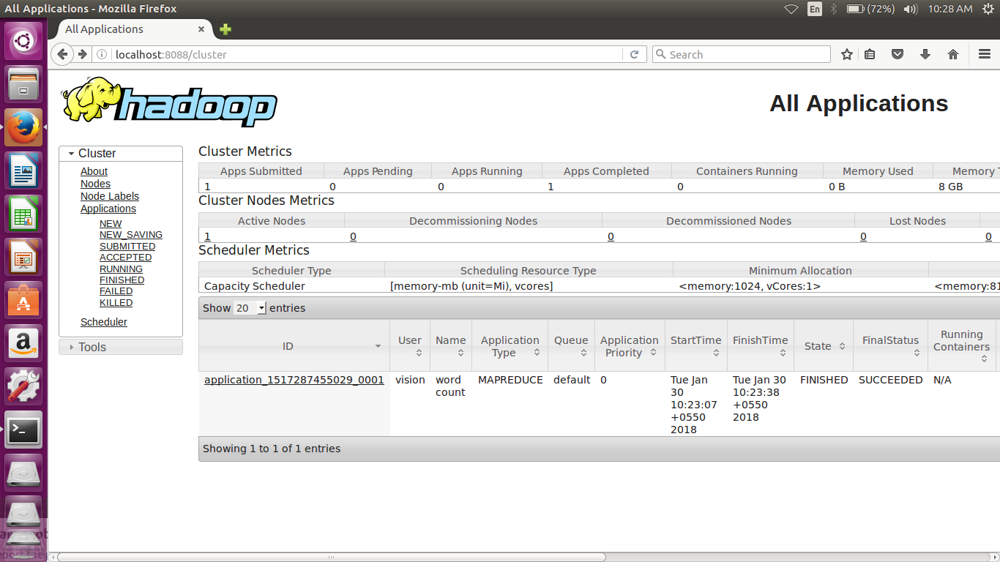 All Applications - Mozilla Firefox
En
(72%)
10:28 AM
All Applications
localhost:8088/cluster
Search
hadoop
All Applications
Cluster
About
Nodes
Node Labels
Applications
NEW
NEW_SAVING
SUBMITTED
ACCEPTED
RUNNING
FINISHED
FAILED
KILLED
Scheduler
Tools
Cluster Metrics
Apps Submitted Apps Pending Apps Running Apps Completed Containers Running Memory Used Memory T
1 0 0 1 0 0 B 8 GB
Cluster Nodes Metrics
Active Nodes Decommissioning Nodes Decommissioned Nodes Lost Nodes
1 0 0 0 0
Scheduler Metrics
Scheduler Type Scheduling Resource Type Minimum Allocation
Capacity Scheduler [memory-mb (unit=Mi), vcores] <memory:1024, vCores:1> <memory:81
Show 20 entries
ID User Name Application Type Queue Application Priority StartTime FinishTime State FinalStatus Running Containers
application_1517287455029_0001 vision word MAPREDUCE default 0 Tue Jan Tue Jan 30 FINISHED SUCCEEDED N/A
count 30 10:23:38
10:23:07 +0550
+0550 2018
2018
Showing 1 to 1 of 1 entries